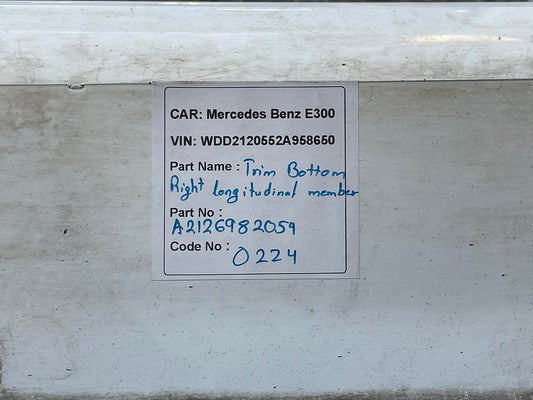 CAR: Mercedes Benz E300
VIN: WDD2120552A958650
Part Name : Trim Bottom
Right longitudinal member
Part No :
A2126982054
Code No : 0224